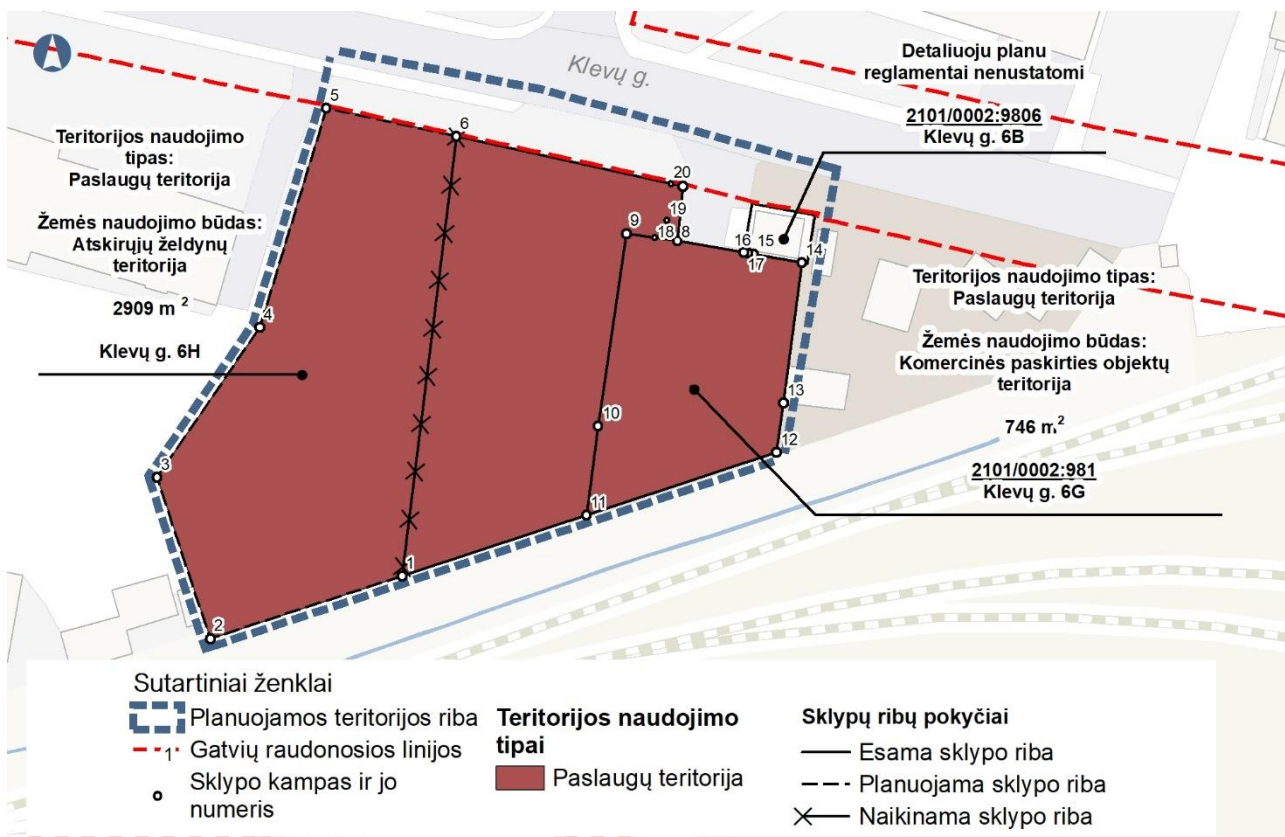 Klevų g.
Detaliuoju planu
reglamentai nenustatomi
2101/0002:9806
Klevų g. 6B
Teritorijos naudojimo
tipas:
Paslaugų teritorija
Žemės naudojimo būdas:
Atskirųjų želdynų
teritorija
2909 m ²
Klevų g. 6H
5
6
20
19
9
18
8
16
15
17
14
4
Teritorijos naudojimo tipas:
Paslaugų teritorija
Žemės naudojimo būdas:
Komercinės paskirties objektų
teritorija
746 m²
2101/0002:981
Klevų g. 6G
13
10
12
3
11
1
2
Sutartiniai ženklai
Planuojamos teritorijos riba
1 Gatvių raudonosios linijos
Sklypo kampas ir jo
numeris
Teritorijos naudojimo
tipai
Paslaugų teritorija
Sklypų ribų pokyčiai
Esama sklypo riba
Planuojama sklypo riba
Naikinama sklypo riba